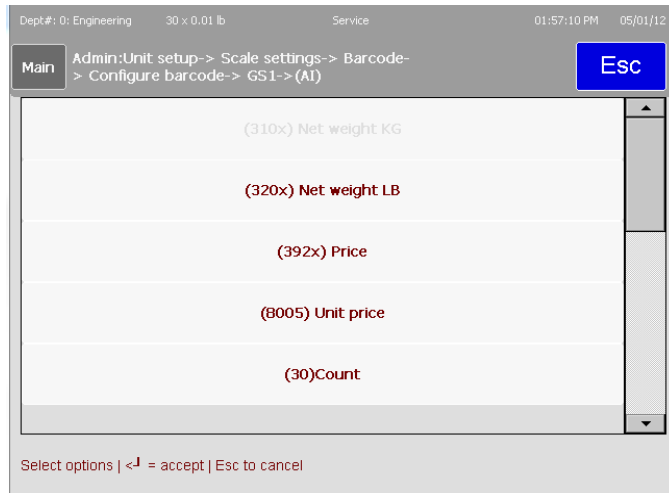 Dept#: 0: Engineering 30 x 0.01 lb Service 01:57:10 PM 05/01/12
Main
Admin:Unit setup-> Scale settings-> Barcode-
> Configure barcode-> GS1->(AI)
Esc
(310x) Net weight KG
(320x) Net weight LB
(392x) Price
(8005) Unit price
(30)Count
Select options | <┘ = accept | Esc to cancel